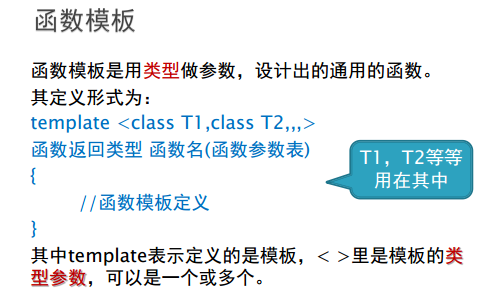 函数模板
函数模板是用类型做参数，设计出的通用的函数。
其定义形式为：
template <class T1,class T2,,,>
函数返回类型 函数名(函数参数表)
{
//函数模板定义
}
T1，T2等等
用在其中
其中template表示定义的是模板，< >里是模板的类
型参数，可以是一个或多个。